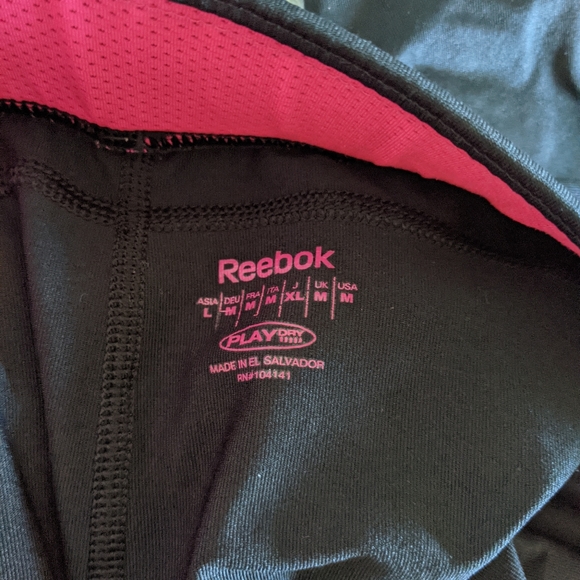 Reebok
ASIA DEU FRA ITA J UK USA
L M M M XL M M
PLAYDRY
MADE IN EL SALVADOR
RN#104141